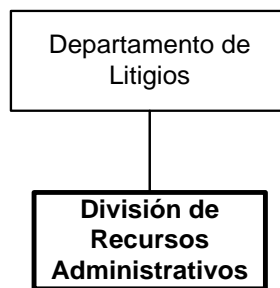 Departamento de
Litigios
División de
Recursos
Administrativos